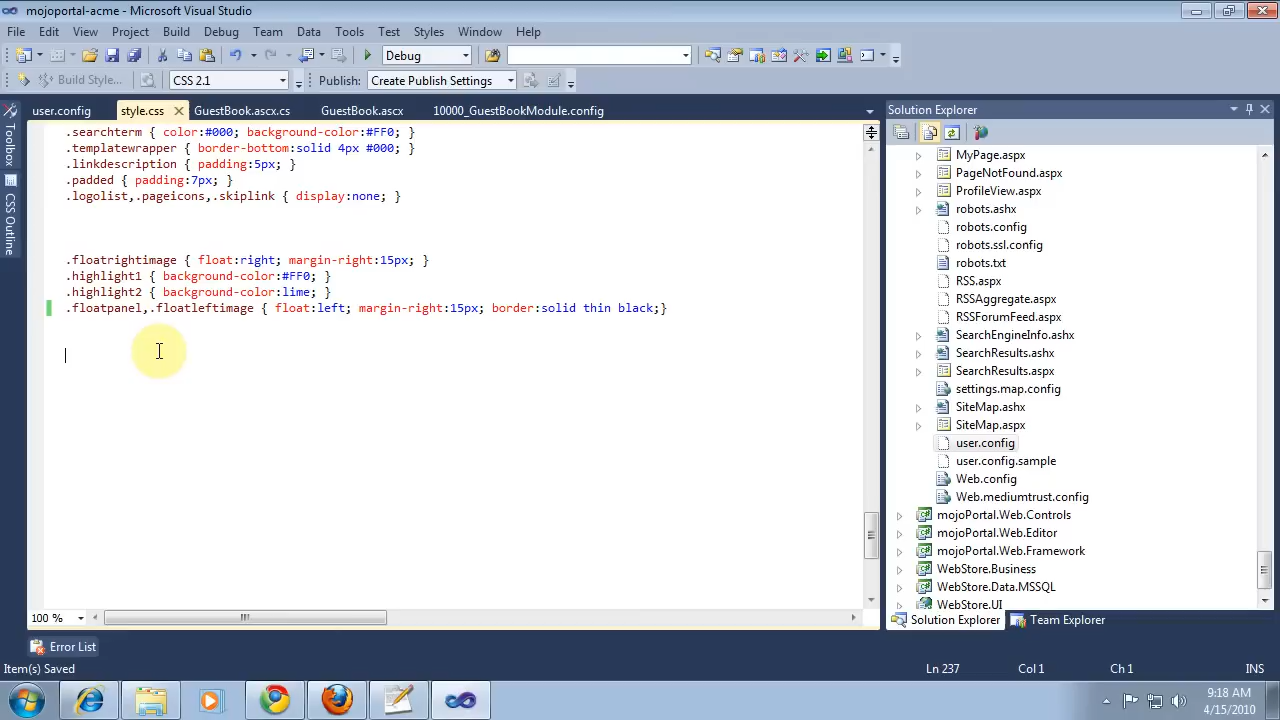 mojoportal-acme - Microsoft Visual Studio
File Edit View Project Build Debug Team Data Tools Test Styles Window Help
Debug
Build Style... CSS 2.1 Publish: Create Publish Settings
user.config style.css GuestBook.ascx.cs GuestBook.ascx 10000_GuestBookModule.config
Toolbox
CSS Outline
.searchterm { color:#000; background-color:#FF0; }
.templatewrapper { border-bottom:solid 4px #000; }
.linkdescription { padding:5px; }
.padded { padding:7px; }
.logolist,.pageicons,.skiplink { display:none; }
.floatrightimage { float:right; margin-right:15px; }
.highlight1 { background-color:#FF0; }
.highlight2 { background-color:lime; }
.floatpanel,.floatleftimage { float:left; margin-right:15px; border:solid thin black;}
100 %
Solution Explorer
MyPage.aspx
PageNotFound.aspx
ProfileView.aspx
robots.ashx
robots.config
robots.ssl.config
robots.txt
RSS.aspx
RSSAggregate.aspx
RSSForumFeed.aspx
SearchEngineInfo.ashx
SearchResults.ashx
SearchResults.aspx
settings.map.config
SiteMap.ashx
SiteMap.aspx
user.config
user.config.sample
Web.config
Web.mediumtrust.config
mojoPortal.Web.Controls
mojoPortal.Web.Editor
mojoPortal.Web.Framework
WebStore.Business
WebStore.Data.MSSQL
WebStore.UI
Solution Explorer Team Explorer
Error List
Item(s) Saved Ln 237 Col 1 Ch 1 INS
9:18 AM
4/15/2010